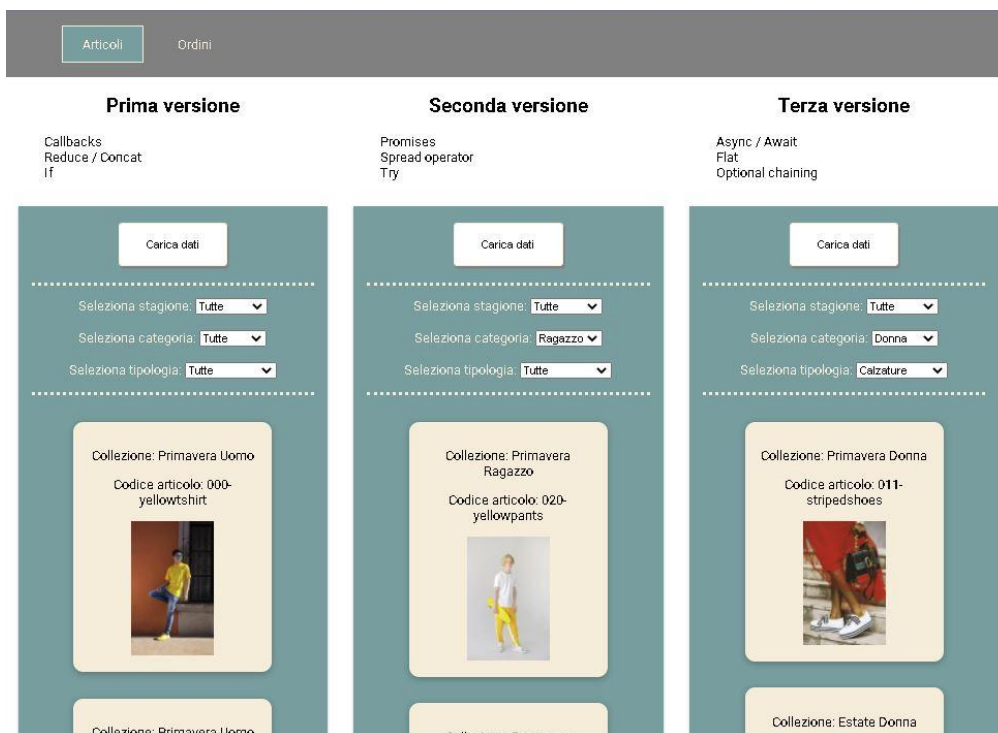 Articoli
Ordini
Prima versione
Callbacks
Reduce / Concat
If
Carica dati
Seleziona stagione: Tutte
Seleziona categoria: Tutte
Seleziona tipologia: Tutte
Collezione: Primavera Uomo
Codice articolo: 000-
yellowtshirt
Collezione: Primavera Uomo
Seconda versione
Promises
Spread operator
Try
Carica dati
Seleziona stagione: Tutte
Seleziona categoria: Ragazzo
Seleziona tipologia: Tutte
Collezione: Primavera
Ragazzo
Codice articolo: 020-
yellowpants
Terza versione
Async / Await
Flat
Optional chaining
Carica dati
Seleziona stagione: Tutte
Seleziona categoria: Donna
Seleziona tipologia: Calzature
Collezione: Primavera Donna
Codice articolo: 011-
stripedshoes
Collezione: Estate Donna